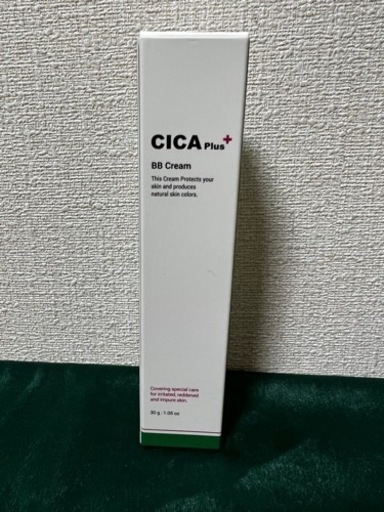 CICA Plus+
BB Cream
This Cream Protects your
skin and produces
natural skin colors.
Covering special care
for irritated, reddened
and impure skin.
30 g / 1.05 oz